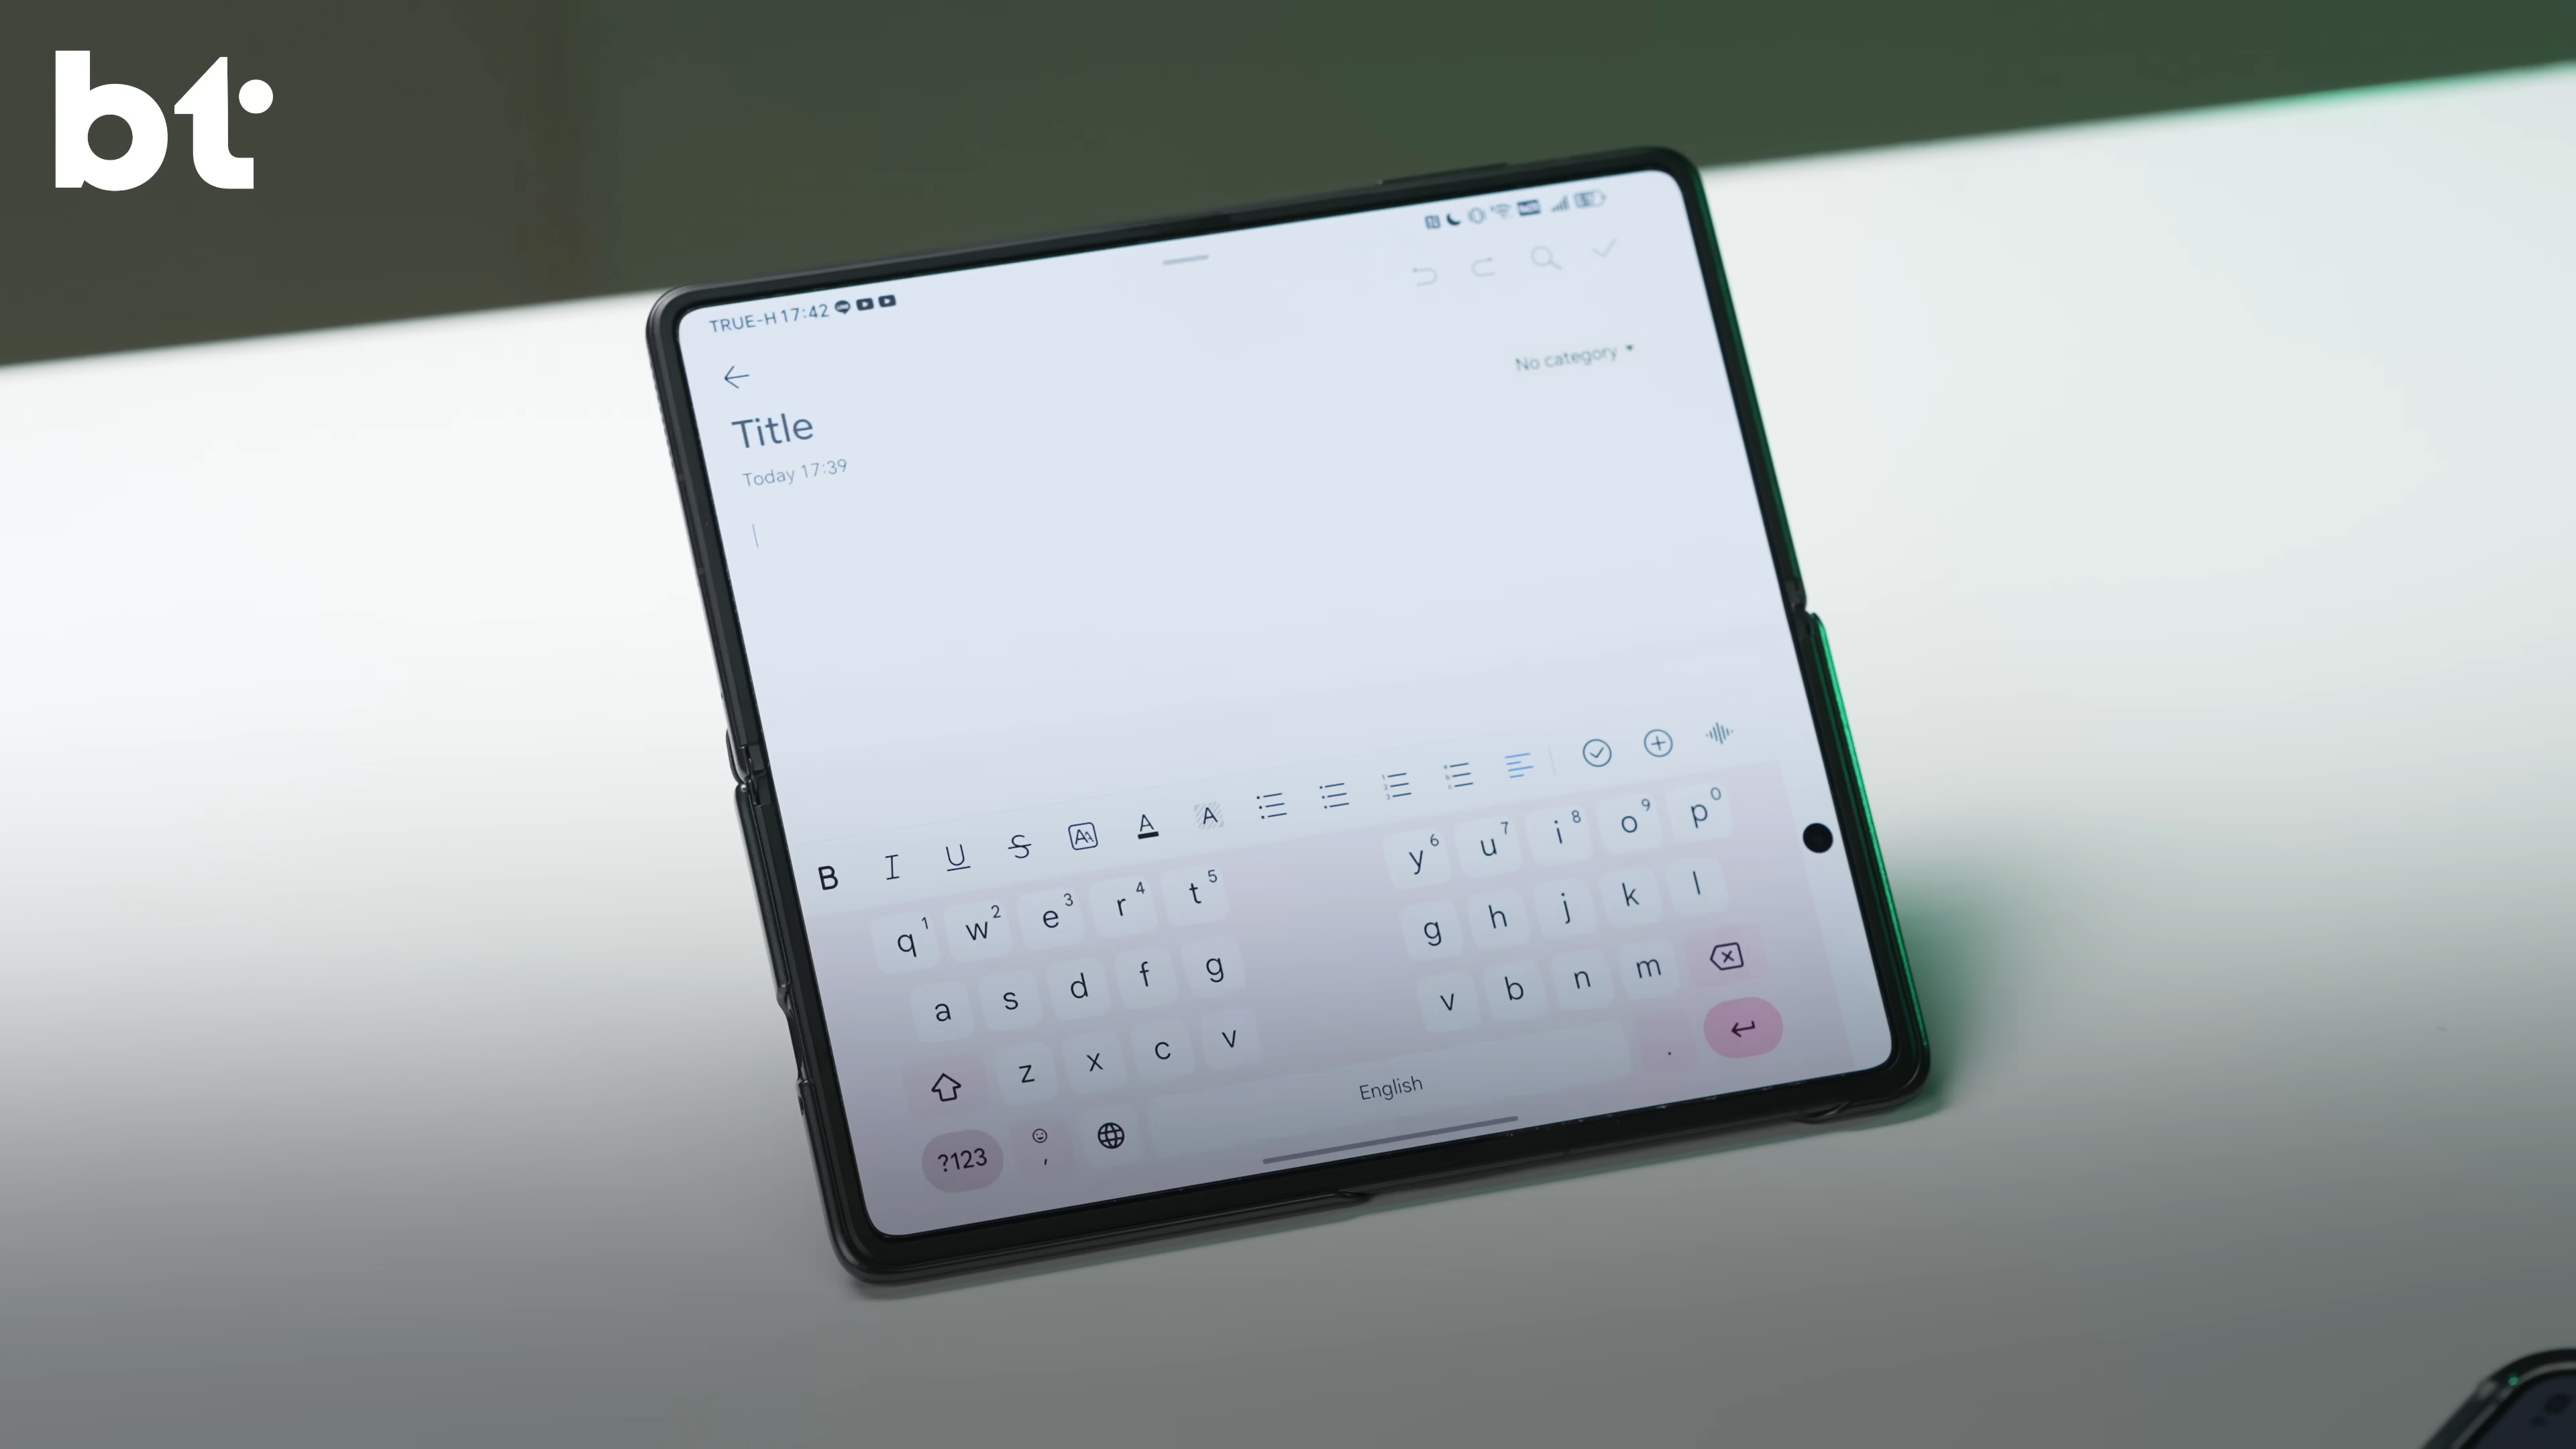 bt
TRUE-H 17:42
No category
Title
Today 17:39
B I U S AA A A
q1 w2 e3 r4 t5 y6 u7 i8 o9 p0
a s d f g g h j k l
z x c v v b n m
?123 , English .